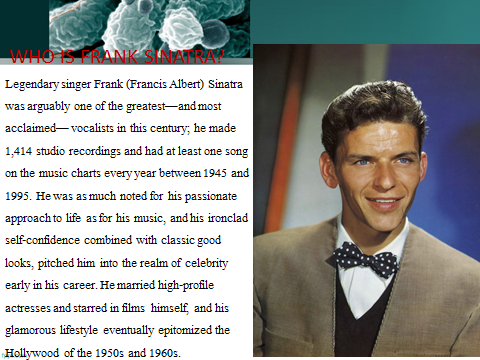 WHO IS FRANK SINATRA?
Legendary singer Frank (Francis Albert) Sinatra
was arguably one of the greatest—and most
acclaimed— vocalists in this century; he made
1,414 studio recordings and had at least one song
on the music charts every year between 1945 and
1995. He was as much noted for his passionate
approach to life as for his music, and his ironclad
self-confidence combined with classic good
looks, pitched him into the realm of celebrity
early in his career. He married high-profile
actresses and starred in films himself, and his
glamorous lifestyle eventually epitomized the
Hollywood of the 1950s and 1960s.